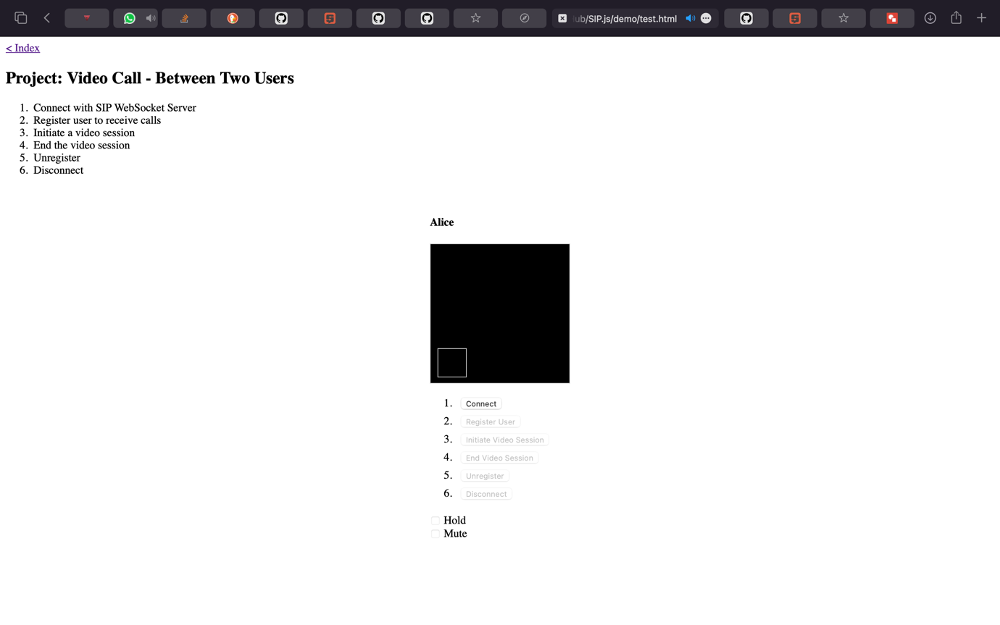 ub/SIP.js/demo/test.html
< Index
Project: Video Call - Between Two Users
1. Connect with SIP WebSocket Server
2. Register user to receive calls
3. Initiate a video session
4. End the video session
5. Unregister
6. Disconnect
Alice
1. Connect
2. Register User
3. Initiate Video Session
4. End Video Session
5. Unregister
6. Disconnect
Hold
Mute